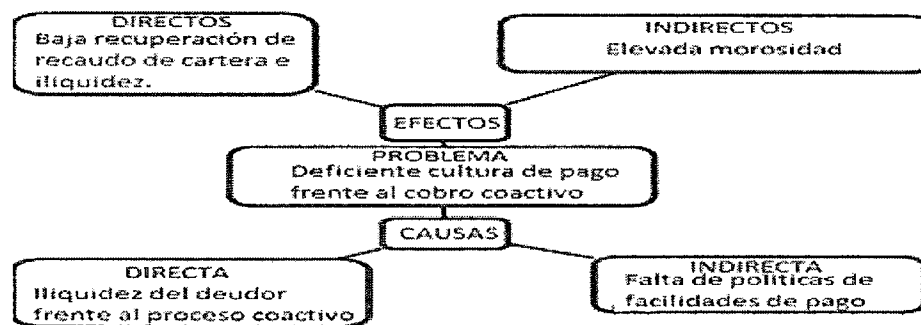 DIRECTOS
Baja recuperación de
recaudo de cartera e
iliquidez.
INDIRECTOS
Elevada morosidad
EFECTOS
PROBLEMA
Deficiente cultura de pago
frente al cobro coactivo
CAUSAS
DIRECTA
Iliquidez del deudor
frente al proceso coactivo
INDIRECTA
Falta de políticas de
facilidades de pago